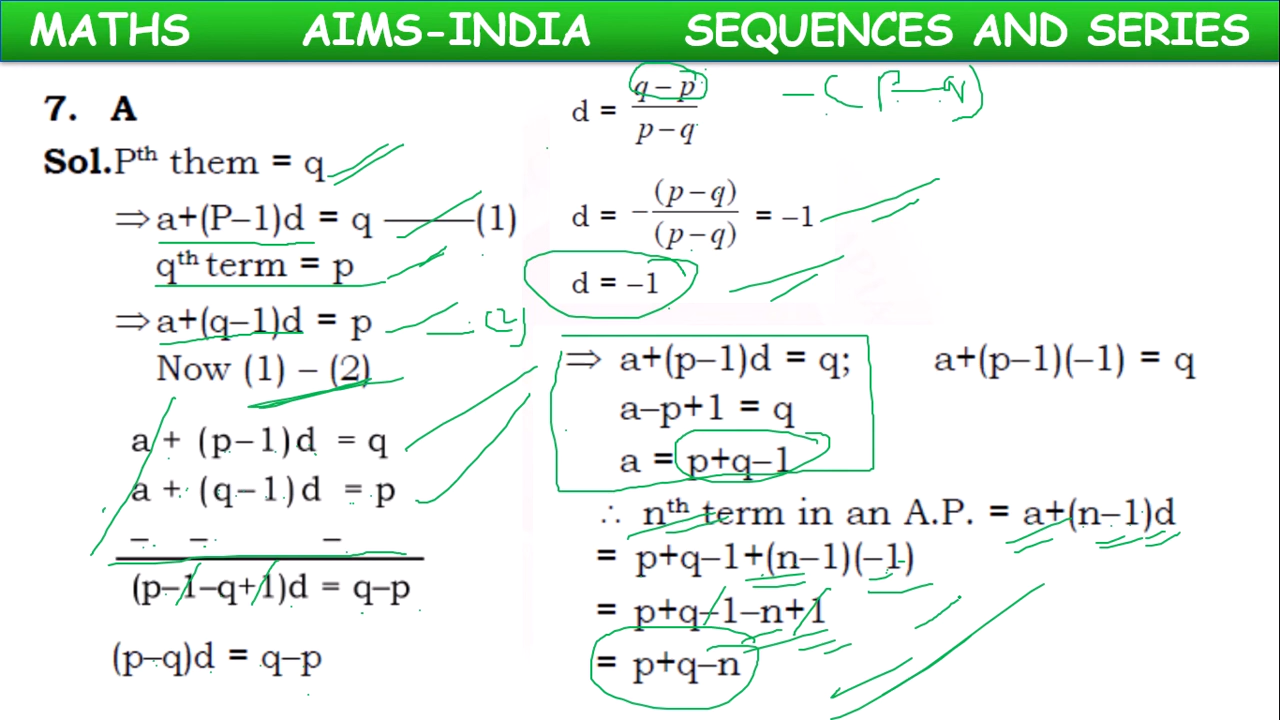 MATHS AIMS-INDIA SEQUENCES AND SERIES
7. A
Sol. Pᵗʰ them = q
⇒ a+(P–1)d = q ———(1)
qᵗʰ term = p
⇒ a+(q–1)d = p — (2)
Now (1) – (2)
a + (p–1)d = q
a + (q–1)d = p
– – –
(p–1–q+1)d = q–p
(p–q)d = q–p
d = (q – p)/(p – q) –(p–q)
d = –(p – q)/(p – q) = –1
d = –1
⇒ a+(p–1)d = q; a+(p–1)(–1) = q
a–p+1 = q
a = p+q–1
∴ nᵗʰ term in an A.P. = a+(n–1)d
= p+q–1+(n–1)(–1)
= p+q–1–n+1
= p+q–n